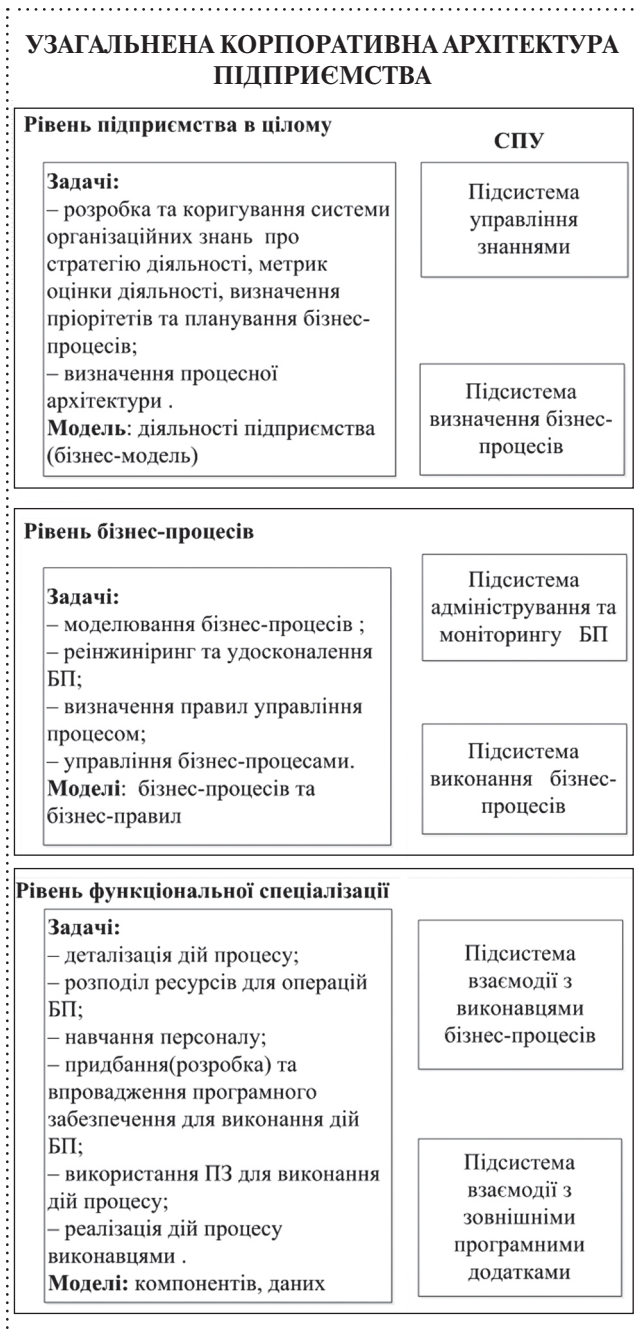 УЗАГАЛЬНЕНА КОРПОРАТИВНА АРХІТЕКТУРА
ПІДПРИЄМСТВА
Рівень підприємства в цілому
СПУ
Задачі:
– розробка та коригування системи
організаційних знань про
стратегію діяльності, метрик
оцінки діяльності, визначення
пріорітетів та планування бізнес-
процесів;
– визначення процесної
архітектури .
Модель: діяльності підприємства
(бізнес-модель)
Підсистема
управління
знаннями
Підсистема
визначення бізнес-
процесів
Рівень бізнес-процесів
Задачі:
– моделювання бізнес-процесів ;
– реінжиніринг та удосконалення
БП;
– визначення правил управління
процесом;
– управління бізнес-процесами.
Моделі: бізнес-процесів та
бізнес-правил
Підсистема
адміністрування та
моніторингу БП
Підсистема
виконання бізнес-
процесів
Рівень функціональної спеціалізації
Задачі:
– деталізація дій процесу;
– розподіл ресурсів для операцій
БП;
– навчання персоналу;
– придбання(розробка) та
впровадження програмного
забезпечення для виконання дій
БП;
– використання ПЗ для виконання
дій процесу;
– реалізація дій процесу
виконавцями .
Моделі: компонентів, даних
Підсистема
взаємодії з
виконавцями
бізнес-процесів
Підсистема
взаємодії з
зовнішніми
програмними
додатками